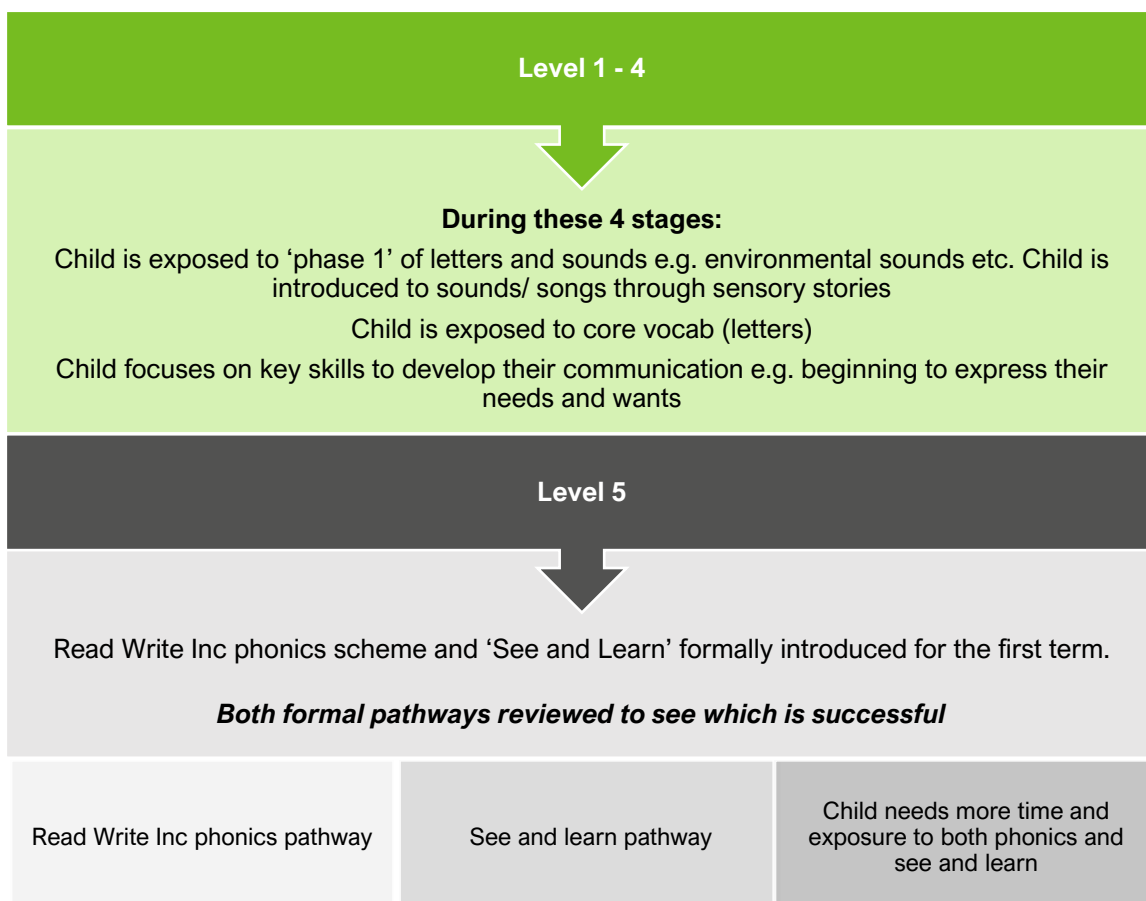 Level 1 - 4
During these 4 stages:
Child is exposed to ‘phase 1’ of letters and sounds e.g. environmental sounds etc. Child is
introduced to sounds/ songs through sensory stories
Child is exposed to core vocab (letters)
Child focuses on key skills to develop their communication e.g. beginning to express their
needs and wants
Level 5
Read Write Inc phonics scheme and ‘See and Learn’ formally introduced for the first term.
Both formal pathways reviewed to see which is successful
Read Write Inc phonics pathway
See and learn pathway
Child needs more time and
exposure to both phonics and
see and learn